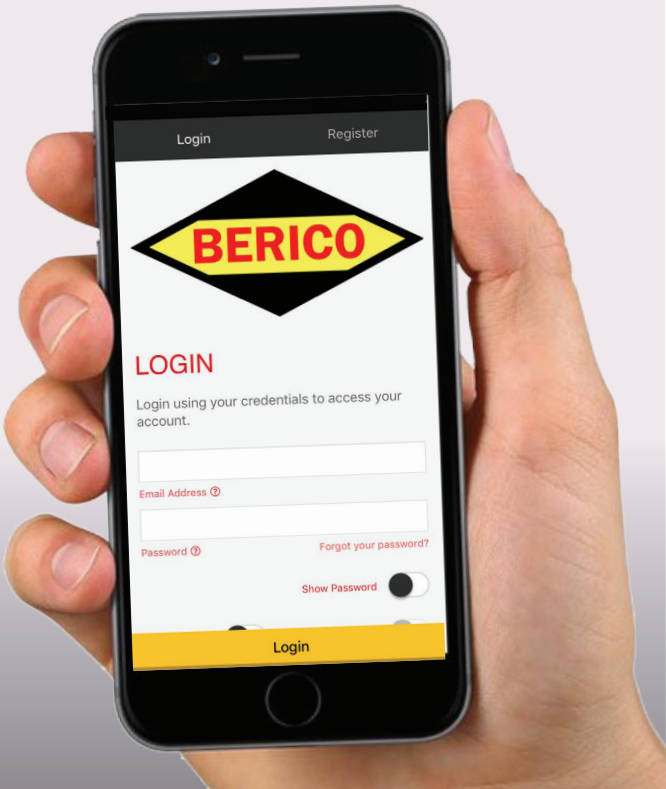 Login
Register
BERICO
LOGIN
Login using your credentials to access your
account.
Email Address ?
Password ?
Forgot your password?
Show Password
Login